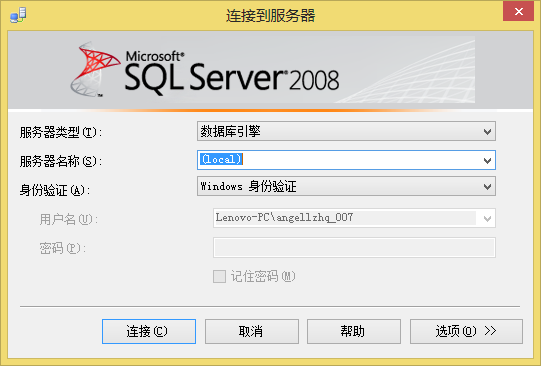 连接到服务器
Microsoft®
SQL Server® 2008
服务器类型(T):
数据库引擎
服务器名称(S):
(local)
身份验证(A):
Windows 身份验证
用户名(U):
Lenovo-PC\angellzhq_007
密码(P):
记住密码(M)
连接(C)
取消
帮助
选项(O) >>